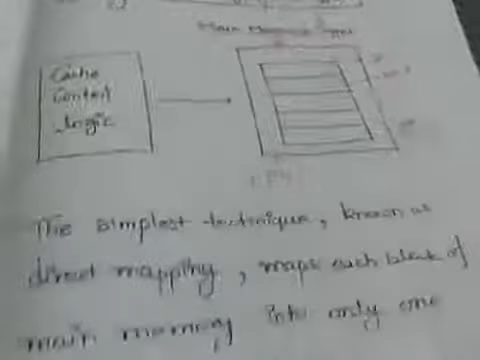 Main
Cache
Control
Logic
The simplest technique, known as
direct mapping, maps each block of
main memory into only one